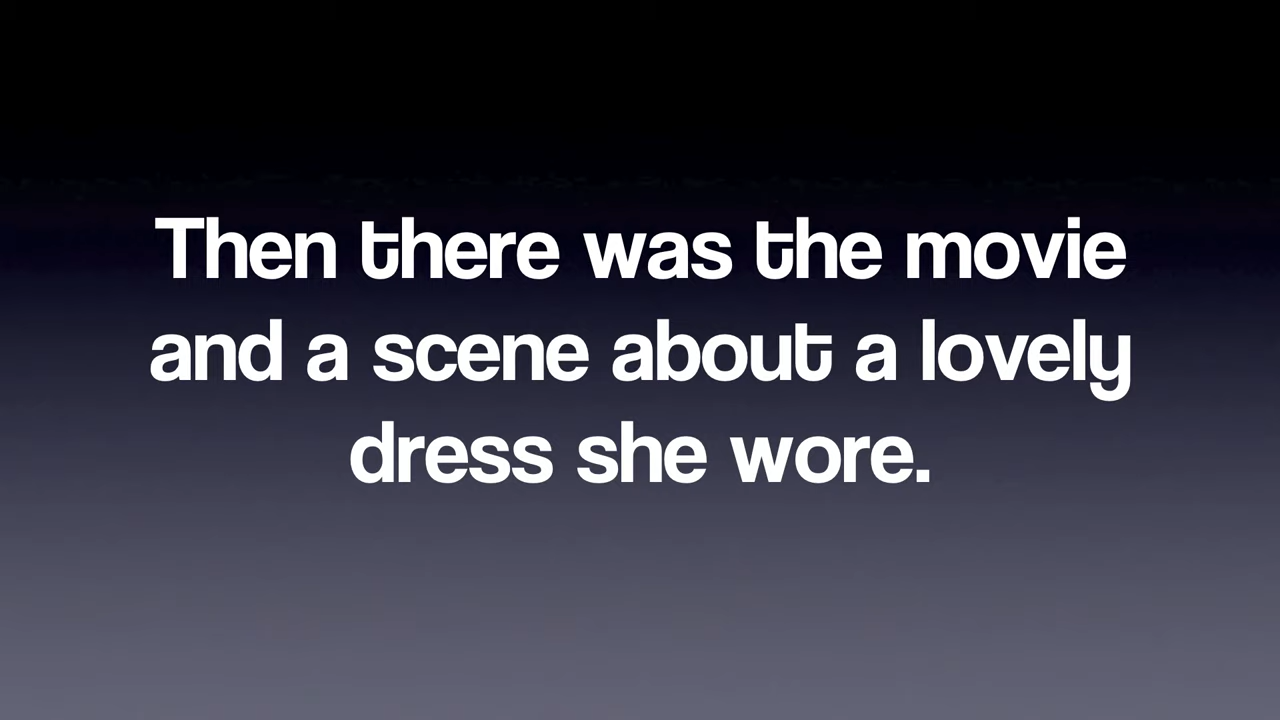 Then there was the movie
and a scene about a lovely
dress she wore.